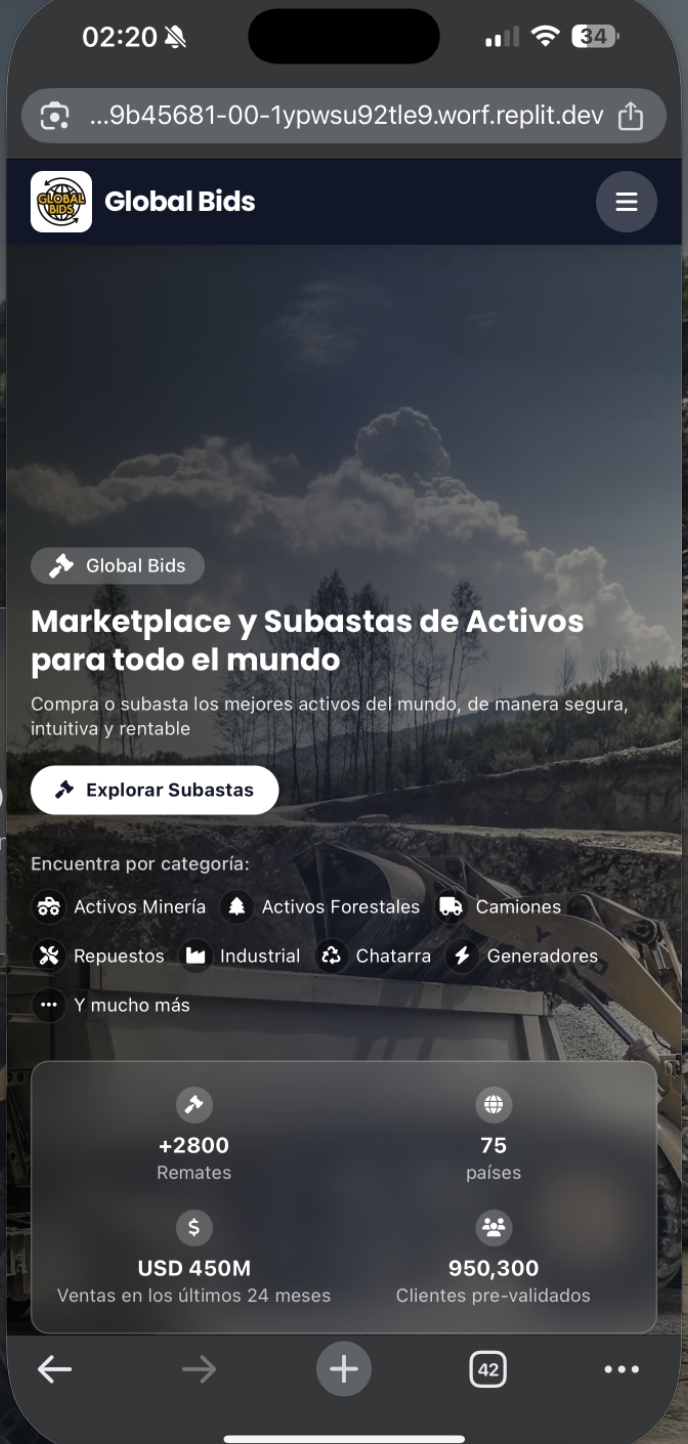 02:20
34
...9b45681-00-1ypwsu92tle9.worf.replit.dev
GLOBAL BIDS
Global Bids
Global Bids
Marketplace y Subastas de Activos
para todo el mundo
Compra o subasta los mejores activos del mundo, de manera segura,
intuitiva y rentable
Explorar Subastas
Encuentra por categoría:
Activos Minería Activos Forestales Camiones
Repuestos Industrial Chatarra Generadores
Y mucho más
+2800 75
Remates países
USD 450M 950,300
Ventas en los últimos 24 meses Clientes pre-validados
42